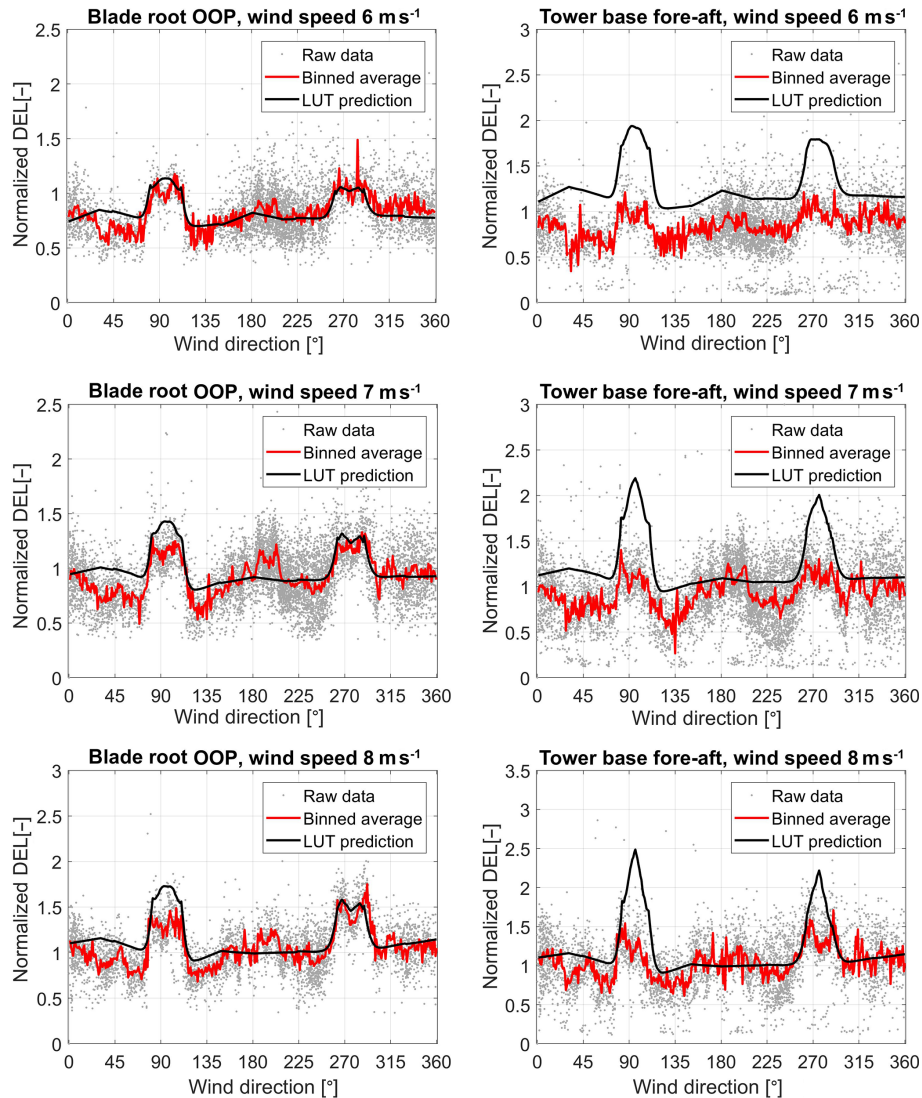 Blade root OOP, wind speed 6 m s⁻¹
Normalized DEL[−]
2.5
2
1.5
1
0.5
0
Raw data
Binned average
LUT prediction
0 45 90 135 180 225 270 315 360
Wind direction [°]
Tower base fore-aft, wind speed 6 m s⁻¹
Normalized DEL[−]
3
2.5
2
1.5
1
0.5
0
Raw data
Binned average
LUT prediction
0 45 90 135 180 225 270 315 360
Wind direction [°]
Blade root OOP, wind speed 7 m s⁻¹
Normalized DEL[−]
2.5
2
1.5
1
0.5
0
Raw data
Binned average
LUT prediction
0 45 90 135 180 225 270 315 360
Wind direction [°]
Tower base fore-aft, wind speed 7 m s⁻¹
Normalized DEL[−]
3
2.5
2
1.5
1
0.5
0
Raw data
Binned average
LUT prediction
0 45 90 135 180 225 270 315 360
Wind direction [°]
Blade root OOP, wind speed 8 m s⁻¹
Normalized DEL[−]
3
2.5
2
1.5
1
0.5
0
Raw data
Binned average
LUT prediction
0 45 90 135 180 225 270 315 360
Wind direction [°]
Tower base fore-aft, wind speed 8 m s⁻¹
Normalized DEL[−]
3.5
3
2.5
2
1.5
1
0.5
0
Raw data
Binned average
LUT prediction
0 45 90 135 180 225 270 315 360
Wind direction [°]